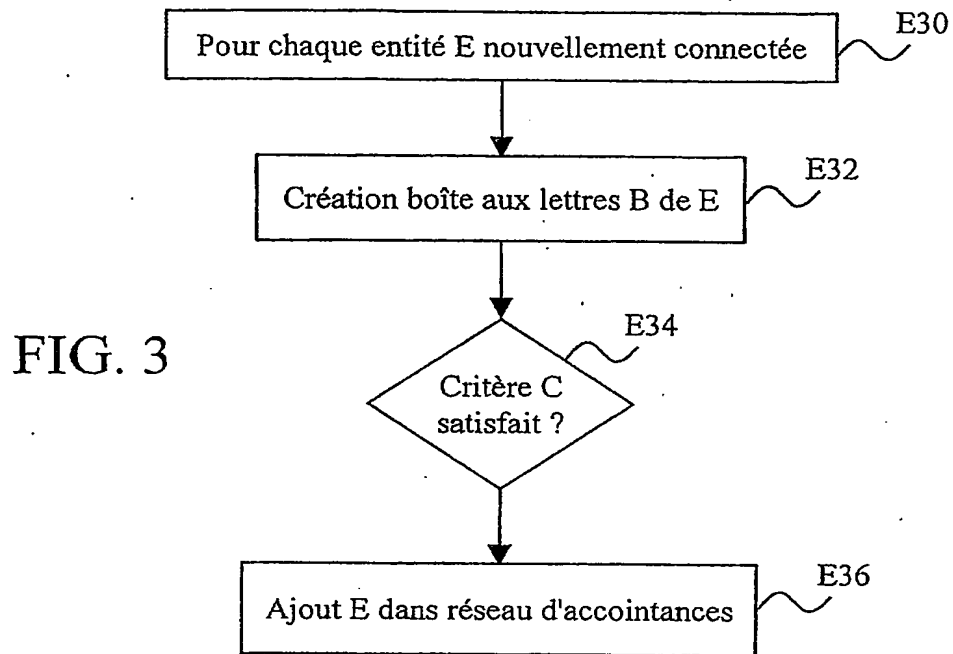 Pour chaque entité E nouvellement connectée
E30
Création boîte aux lettres B de E
E32
FIG. 3
E34
Critère C
satisfait ?
Ajout E dans réseau d'accointances
E36